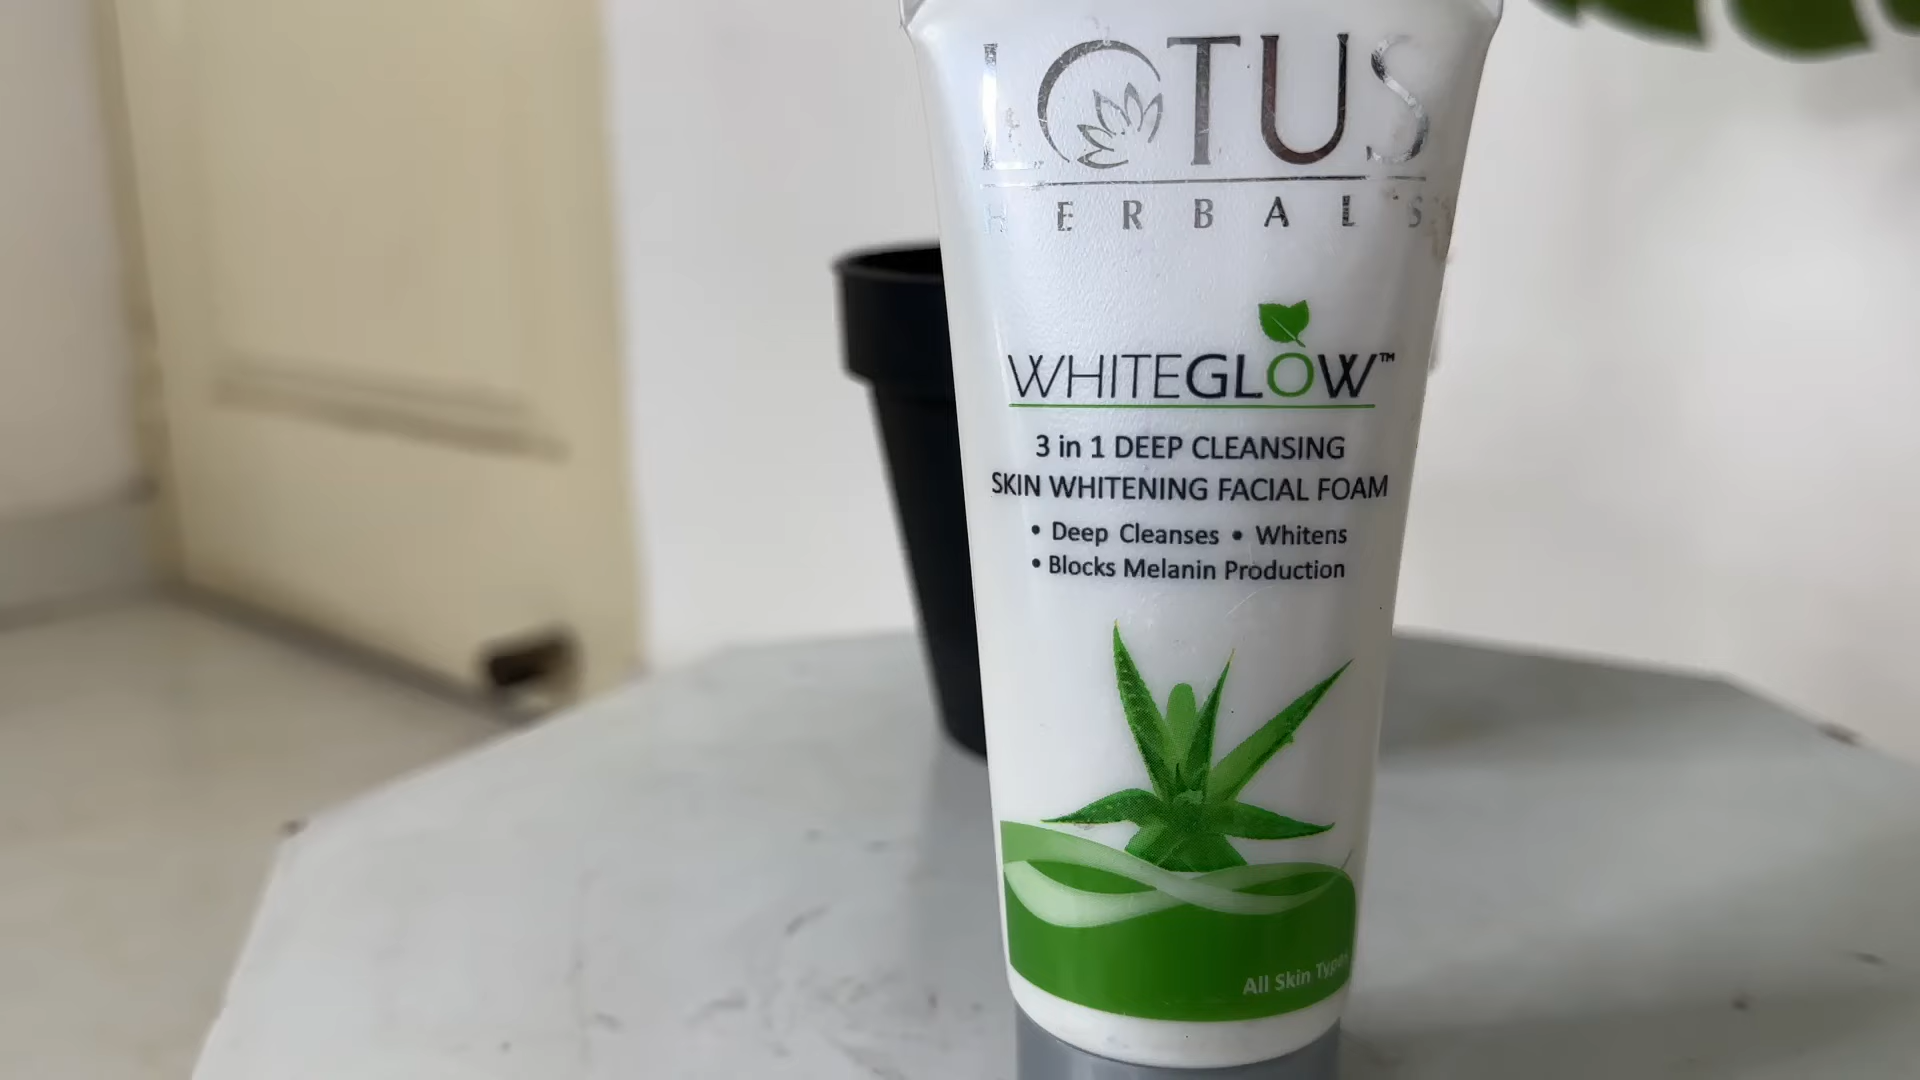 LOTUS
HERBALS
WHITEGLOW™
3 in 1 DEEP CLEANSING
SKIN WHITENING FACIAL FOAM
• Deep Cleanses • Whitens
• Blocks Melanin Production
All Skin Types